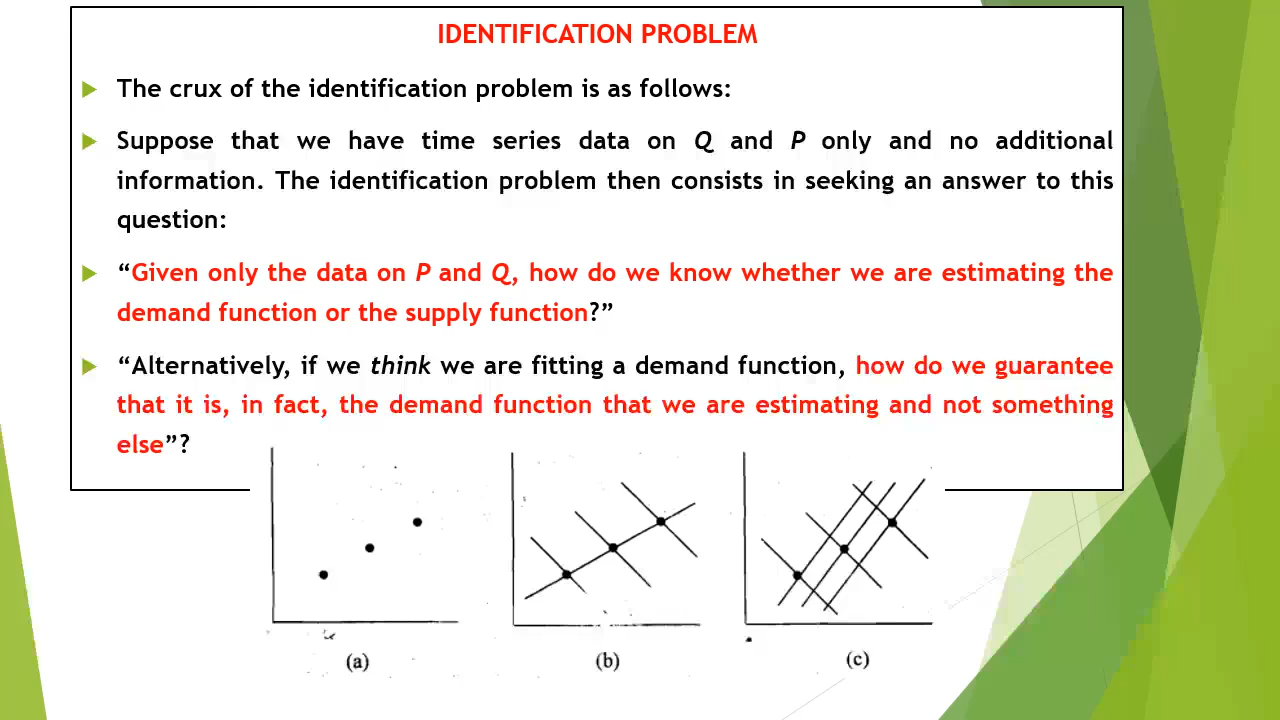 IDENTIFICATION PROBLEM
The crux of the identification problem is as follows:
Suppose that we have time series data on Q and P only and no additional
information. The identification problem then consists in seeking an answer to this
question:
“Given only the data on P and Q, how do we know whether we are estimating the
demand function or the supply function?”
“Alternatively, if we think we are fitting a demand function, how do we guarantee
that it is, in fact, the demand function that we are estimating and not something
else”?
(a)
(b)
(c)